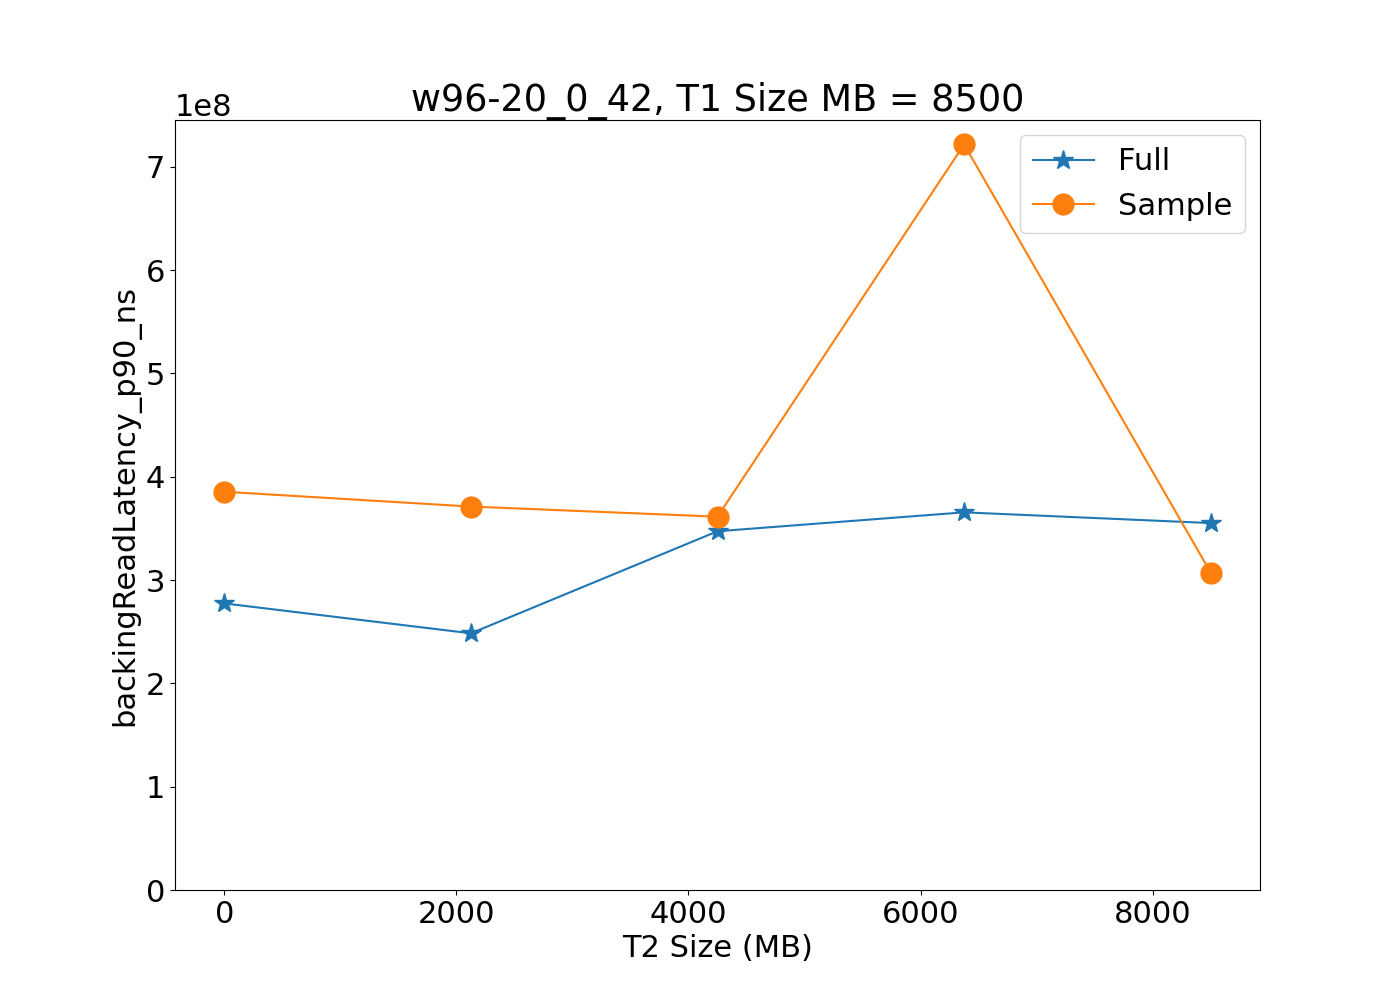 w96-20_0_42, T1 Size MB = 8500
1e8
Full
Sample
7
6
5
4
3
2
1
0
backingReadLatency_p90_ns
0 2000 4000 6000 8000
T2 Size (MB)